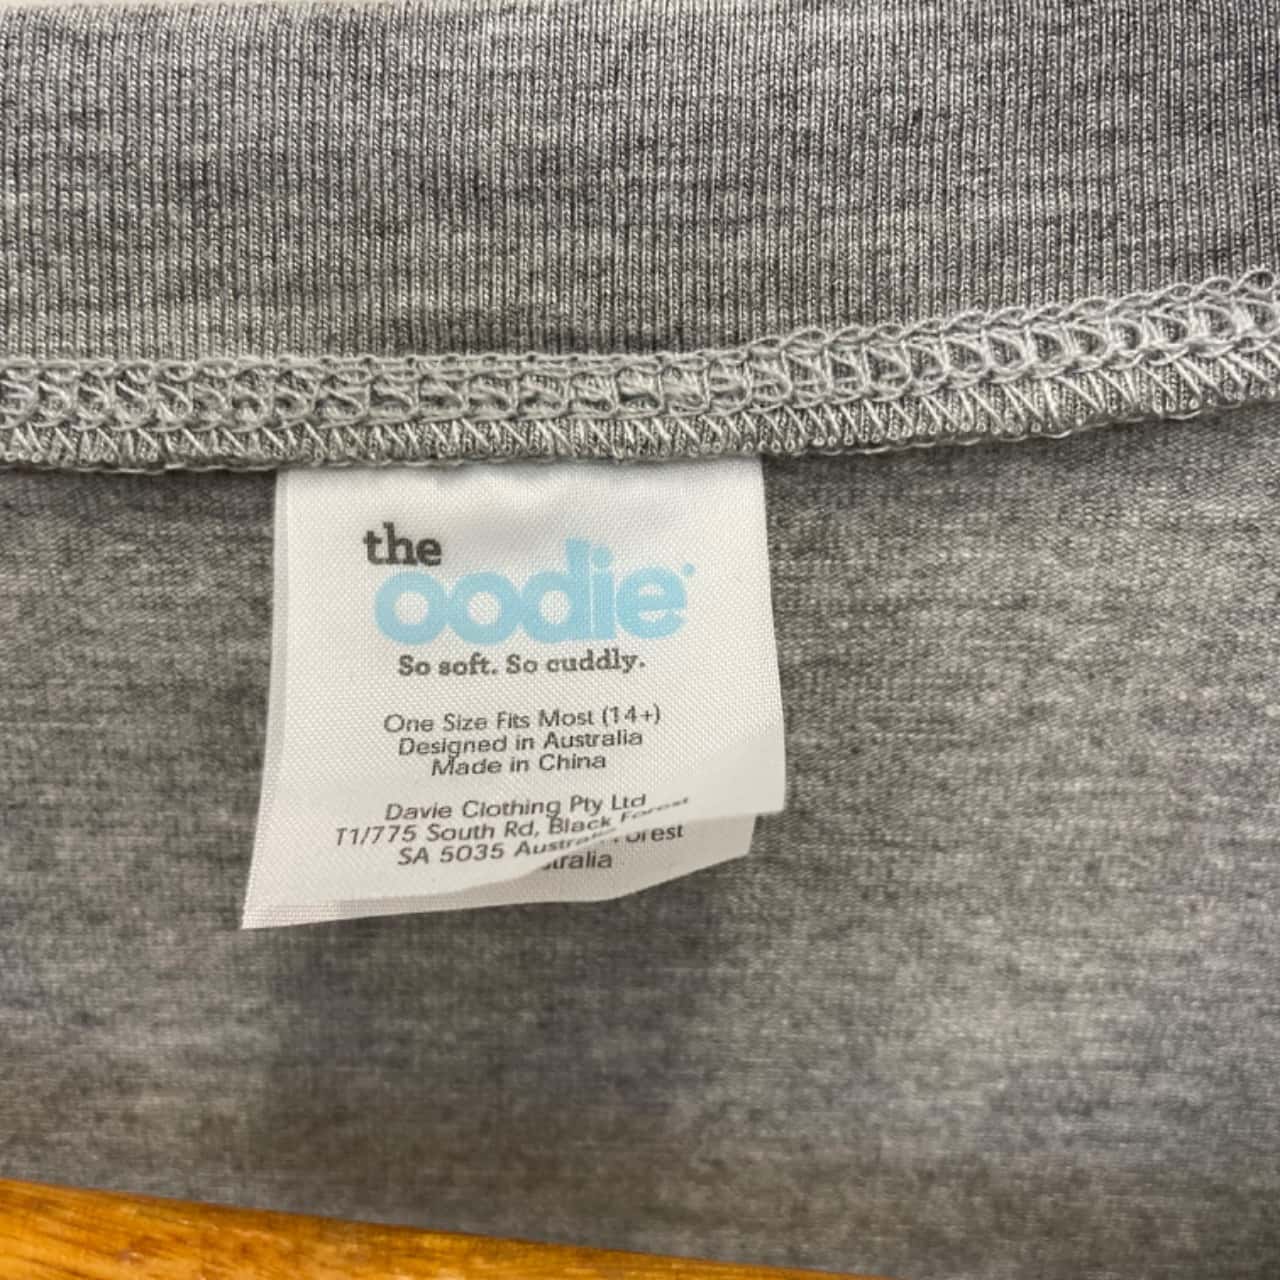 the
oodie
So soft. So cuddly.
One Size Fits Most (14+)
Designed in Australia
Made in China
Davie Clothing Pty Ltd
T1/775 South Rd, Black Forest
SA 5035 Australia